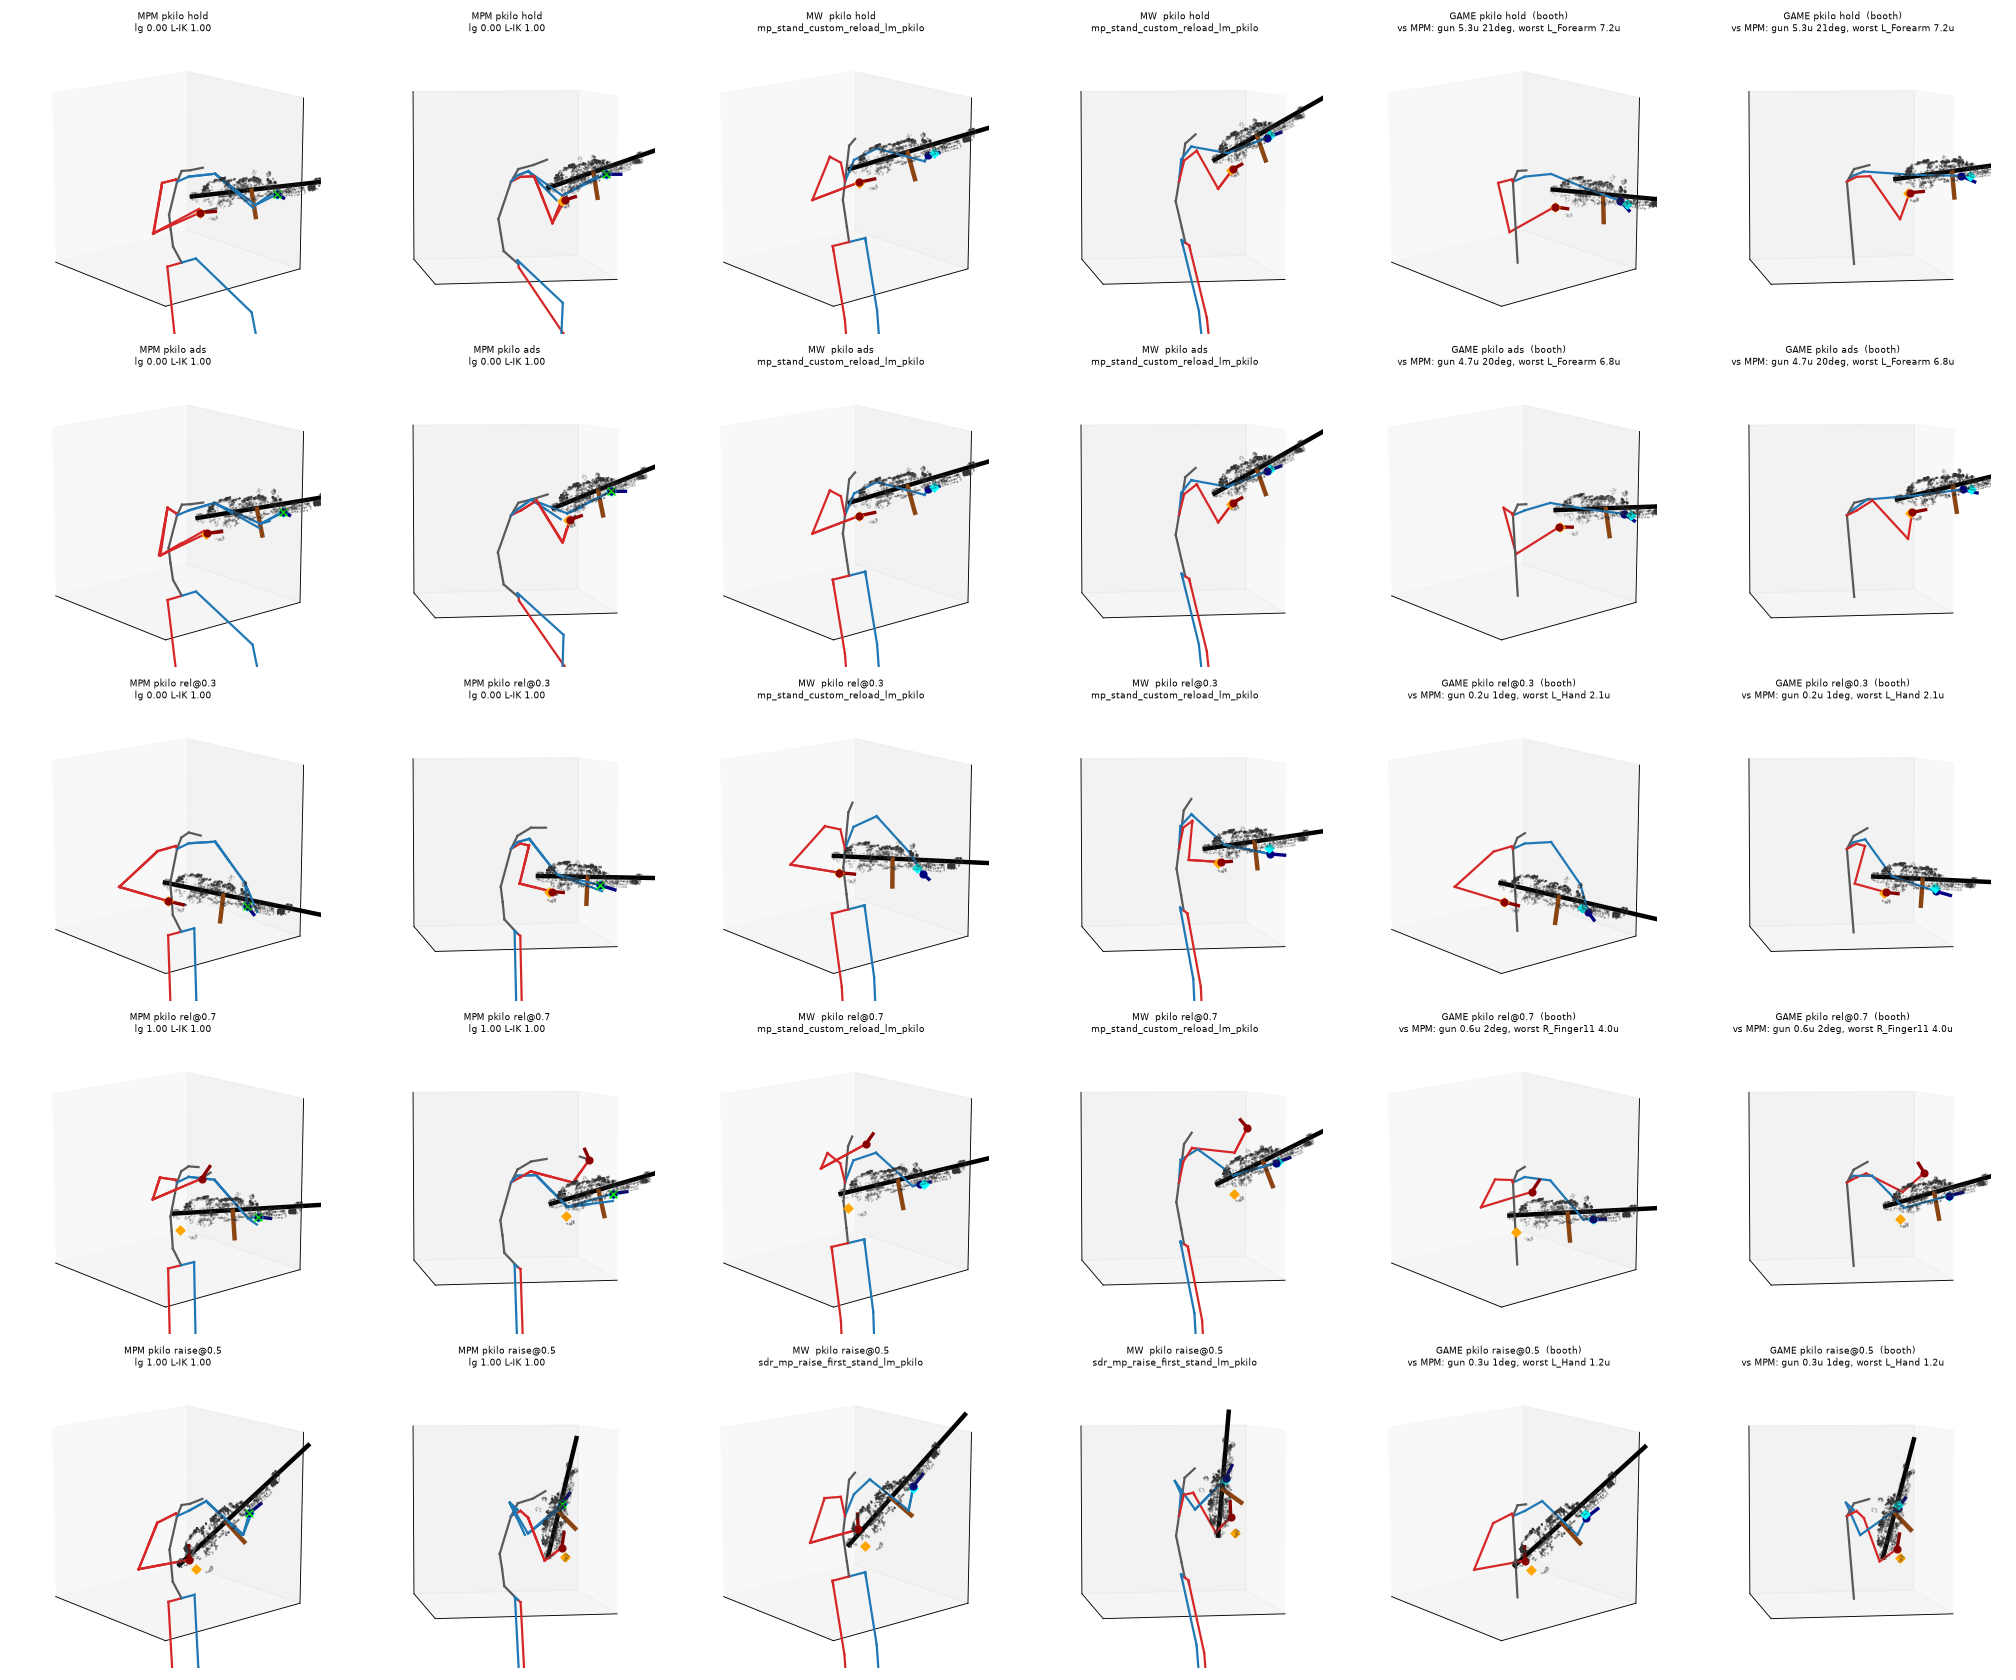 MPM pkilo hold
lg 0.00 L-IK 1.00
MPM pkilo hold
lg 0.00 L-IK 1.00
MW  pkilo hold
mp_stand_custom_reload_lm_pkilo
MW  pkilo hold
mp_stand_custom_reload_lm_pkilo
GAME pkilo hold  (booth)
vs MPM: gun 5.3u 21deg, worst L_Forearm 7.2u
GAME pkilo hold  (booth)
vs MPM: gun 5.3u 21deg, worst L_Forearm 7.2u
MPM pkilo ads
lg 0.00 L-IK 1.00
MPM pkilo ads
lg 0.00 L-IK 1.00
MW  pkilo ads
mp_stand_custom_reload_lm_pkilo
MW  pkilo ads
mp_stand_custom_reload_lm_pkilo
GAME pkilo ads  (booth)
vs MPM: gun 4.7u 20deg, worst L_Forearm 6.8u
GAME pkilo ads  (booth)
vs MPM: gun 4.7u 20deg, worst L_Forearm 6.8u
MPM pkilo rel@0.3
lg 0.00 L-IK 1.00
MPM pkilo rel@0.3
lg 0.00 L-IK 1.00
MW  pkilo rel@0.3
mp_stand_custom_reload_lm_pkilo
MW  pkilo rel@0.3
mp_stand_custom_reload_lm_pkilo
GAME pkilo rel@0.3  (booth)
vs MPM: gun 0.2u 1deg, worst L_Hand 2.1u
GAME pkilo rel@0.3  (booth)
vs MPM: gun 0.2u 1deg, worst L_Hand 2.1u
MPM pkilo rel@0.7
lg 1.00 L-IK 1.00
MPM pkilo rel@0.7
lg 1.00 L-IK 1.00
MW  pkilo rel@0.7
mp_stand_custom_reload_lm_pkilo
MW  pkilo rel@0.7
mp_stand_custom_reload_lm_pkilo
GAME pkilo rel@0.7  (booth)
vs MPM: gun 0.6u 2deg, worst R_Finger11 4.0u
GAME pkilo rel@0.7  (booth)
vs MPM: gun 0.6u 2deg, worst R_Finger11 4.0u
MPM pkilo raise@0.5
lg 1.00 L-IK 1.00
MPM pkilo raise@0.5
lg 1.00 L-IK 1.00
MW  pkilo raise@0.5
sdr_mp_raise_first_stand_lm_pkilo
MW  pkilo raise@0.5
sdr_mp_raise_first_stand_lm_pkilo
GAME pkilo raise@0.5  (booth)
vs MPM: gun 0.3u 1deg, worst L_Hand 1.2u
GAME pkilo raise@0.5  (booth)
vs MPM: gun 0.3u 1deg, worst L_Hand 1.2u